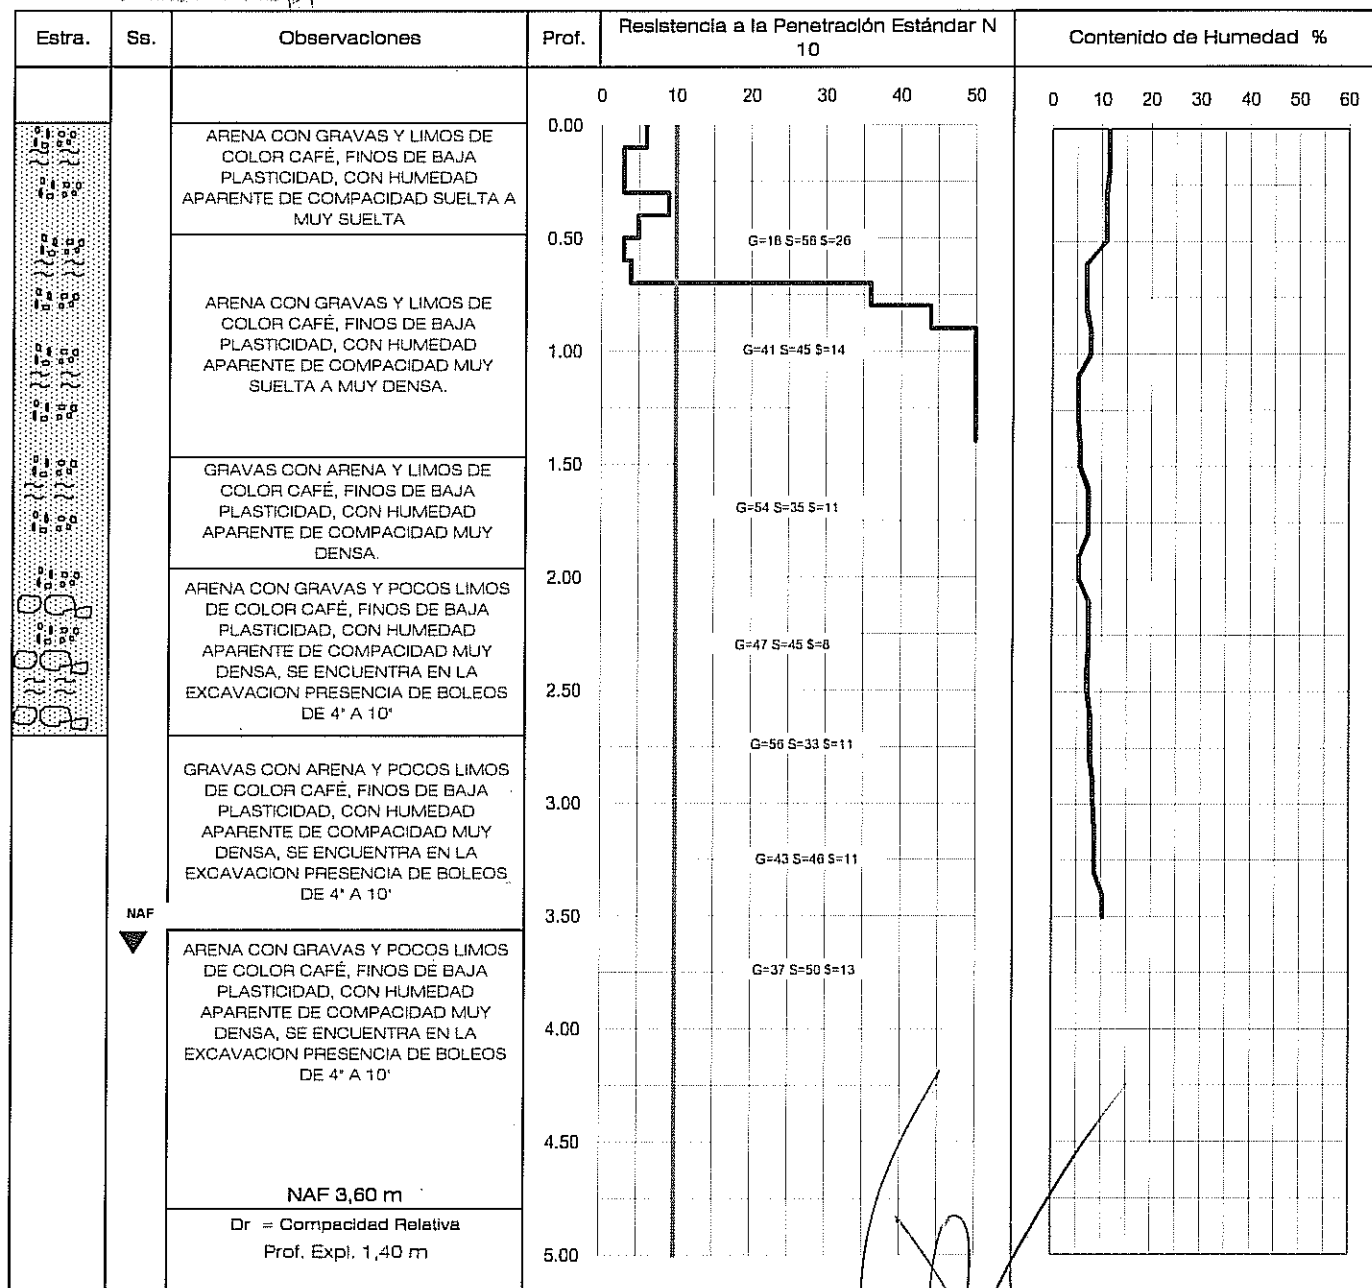 Estra.
Ss.
Observaciones
Prof.
Resistencia a la Penetración Estándar N
10
Contenido de Humedad %
0 10 20 30 40 50
0 10 20 30 40 50 60
ARENA CON GRAVAS Y LIMOS DE
COLOR CAFÉ, FINOS DE BAJA
PLASTICIDAD, CON HUMEDAD
APARENTE DE COMPACIDAD SUELTA A
MUY SUELTA
ARENA CON GRAVAS Y LIMOS DE
COLOR CAFÉ, FINOS DE BAJA
PLASTICIDAD, CON HUMEDAD
APARENTE DE COMPACIDAD MUY
SUELTA A MUY DENSA.
GRAVAS CON ARENA Y LIMOS DE
COLOR CAFÉ, FINOS DE BAJA
PLASTICIDAD, CON HUMEDAD
APARENTE DE COMPACIDAD MUY
DENSA.
ARENA CON GRAVAS Y POCOS LIMOS
DE COLOR CAFÉ, FINOS DE BAJA
PLASTICIDAD, CON HUMEDAD
APARENTE DE COMPACIDAD MUY
DENSA, SE ENCUENTRA EN LA
EXCAVACION PRESENCIA DE BOLEOS
DE 4" A 10"
GRAVAS CON ARENA Y POCOS LIMOS
DE COLOR CAFÉ, FINOS DE BAJA
PLASTICIDAD, CON HUMEDAD
APARENTE DE COMPACIDAD MUY
DENSA, SE ENCUENTRA EN LA
EXCAVACION PRESENCIA DE BOLEOS
DE 4" A 10"
NAF
ARENA CON GRAVAS Y POCOS LIMOS
DE COLOR CAFÉ, FINOS DE BAJA
PLASTICIDAD, CON HUMEDAD
APARENTE DE COMPACIDAD MUY
DENSA, SE ENCUENTRA EN LA
EXCAVACION PRESENCIA DE BOLEOS
DE 4" A 10"
NAF 3,60 m
Dr = Compacidad Relativa
Prof. Expl. 1,40 m
0.00
0.50
1.00
1.50
2.00
2.50
3.00
3.50
4.00
4.50
5.00
G=41 S=45 $=14
G=54 S=35 $=11
G=47 S=45 $=8
G=56 S=33 $=11
G=43 S=46 $=11
G=37 S=50 $=13